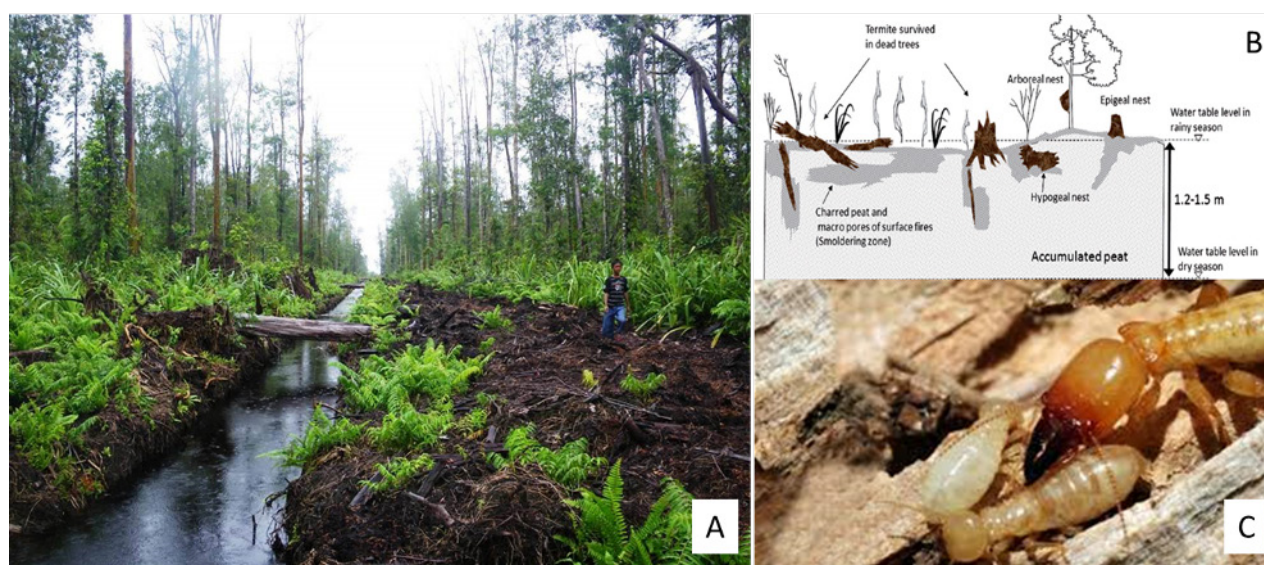 A
B
Termite survived
in dead trees
Arboreal nest
Epigeal nest
Water table level in
rainy season
Charred peat and
macro pores of surface fires
(Smoldering zone)
Hypogeal nest
1.2-1.5 m
Accumulated peat
Water table level in
dry season
C